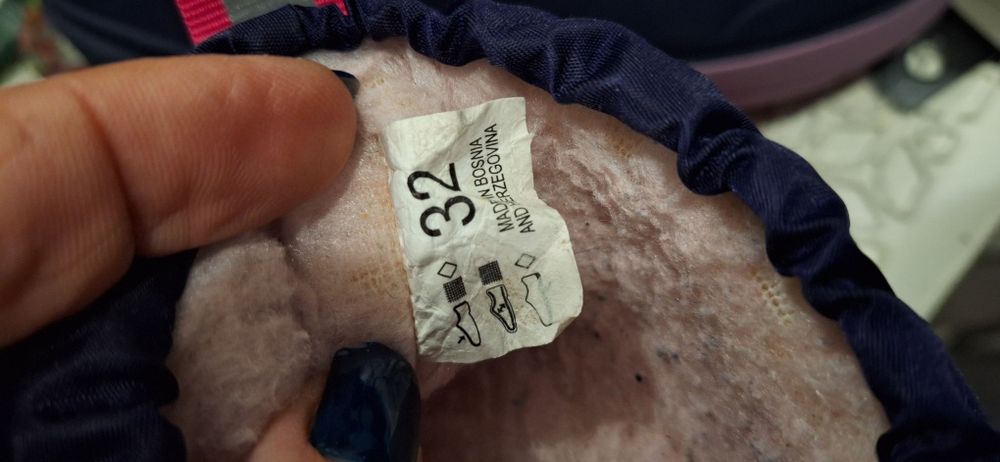 32
MADE IN BOSNIA
AND HERZEGOVINA